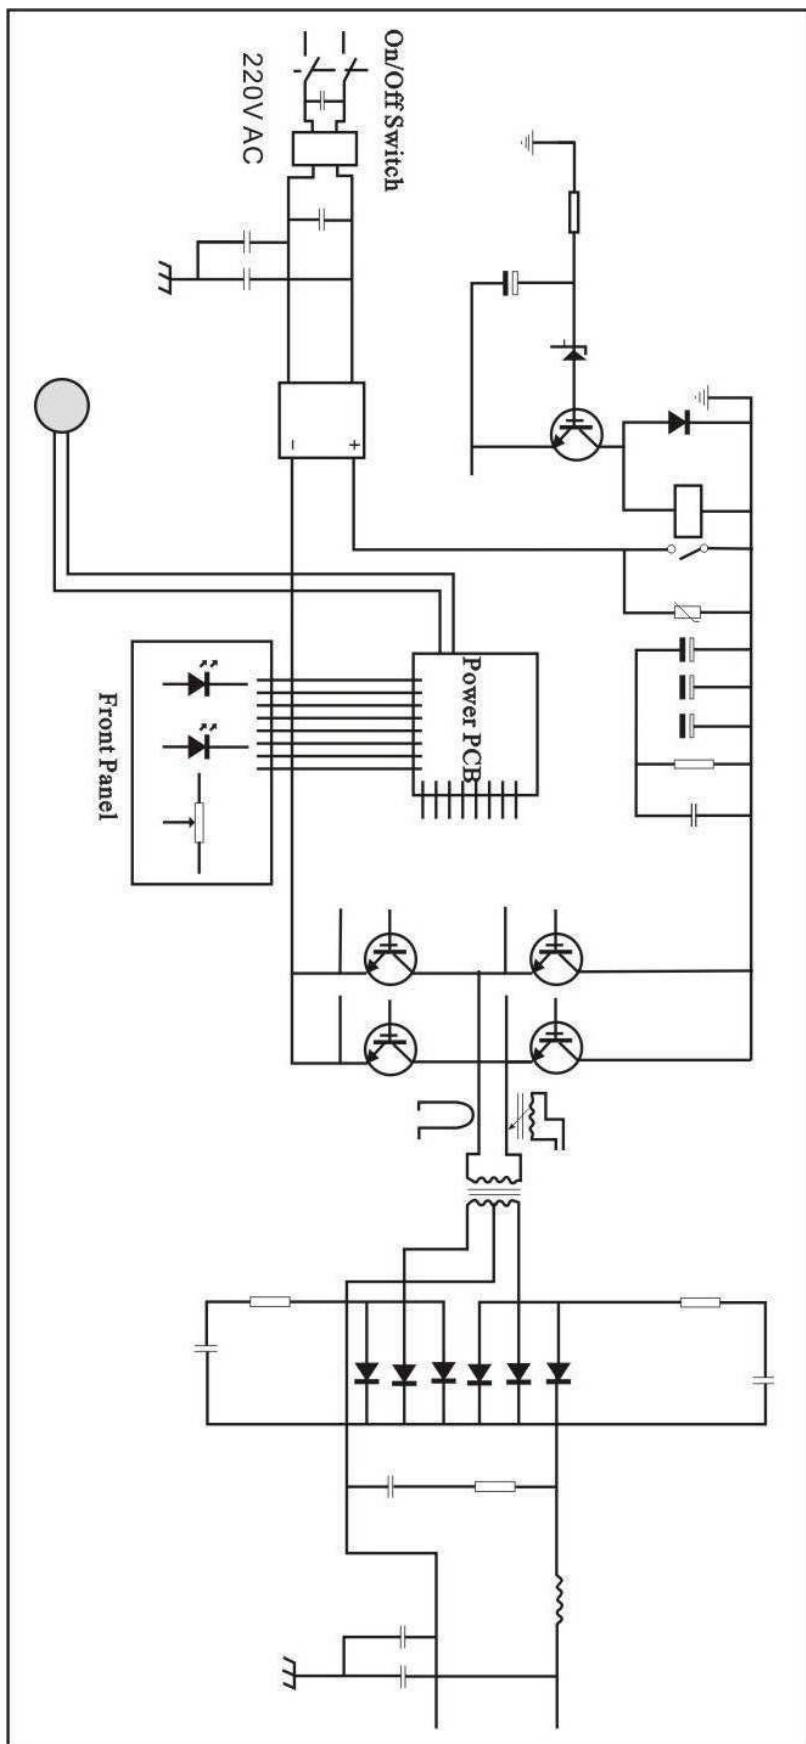 On/Off Switch
220V AC
- +
Power PCB
Front Panel